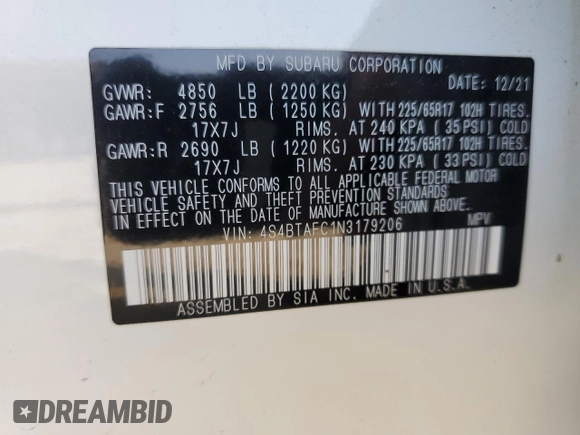 MFD BY SUBARU CORPORATION
GVWR: 4850 LB ( 2200 KG) DATE: 12/21
GAWR:F 2756 LB ( 1250 KG) WITH 225/65R17 102H TIRES.
17X7J RIMS. AT 240 KPA ( 35 PSI) COLD
GAWR:R 2690 LB ( 1220 KG) WITH 225/65R17 102H TIRES.
17X7J RIMS. AT 230 KPA ( 33 PSI) COLD
THIS VEHICLE CONFORMS TO ALL APPLICABLE FEDERAL MOTOR
VEHICLE SAFETY AND THEFT PREVENTION STANDARDS
IN EFFECT ON THE DATE OF MANUFACTURE SHOWN ABOVE.
VIN: 4S4BTAFC1N3179206 MPV
ASSEMBLED BY SIA INC. MADE IN U.S.A.
DREAMBID